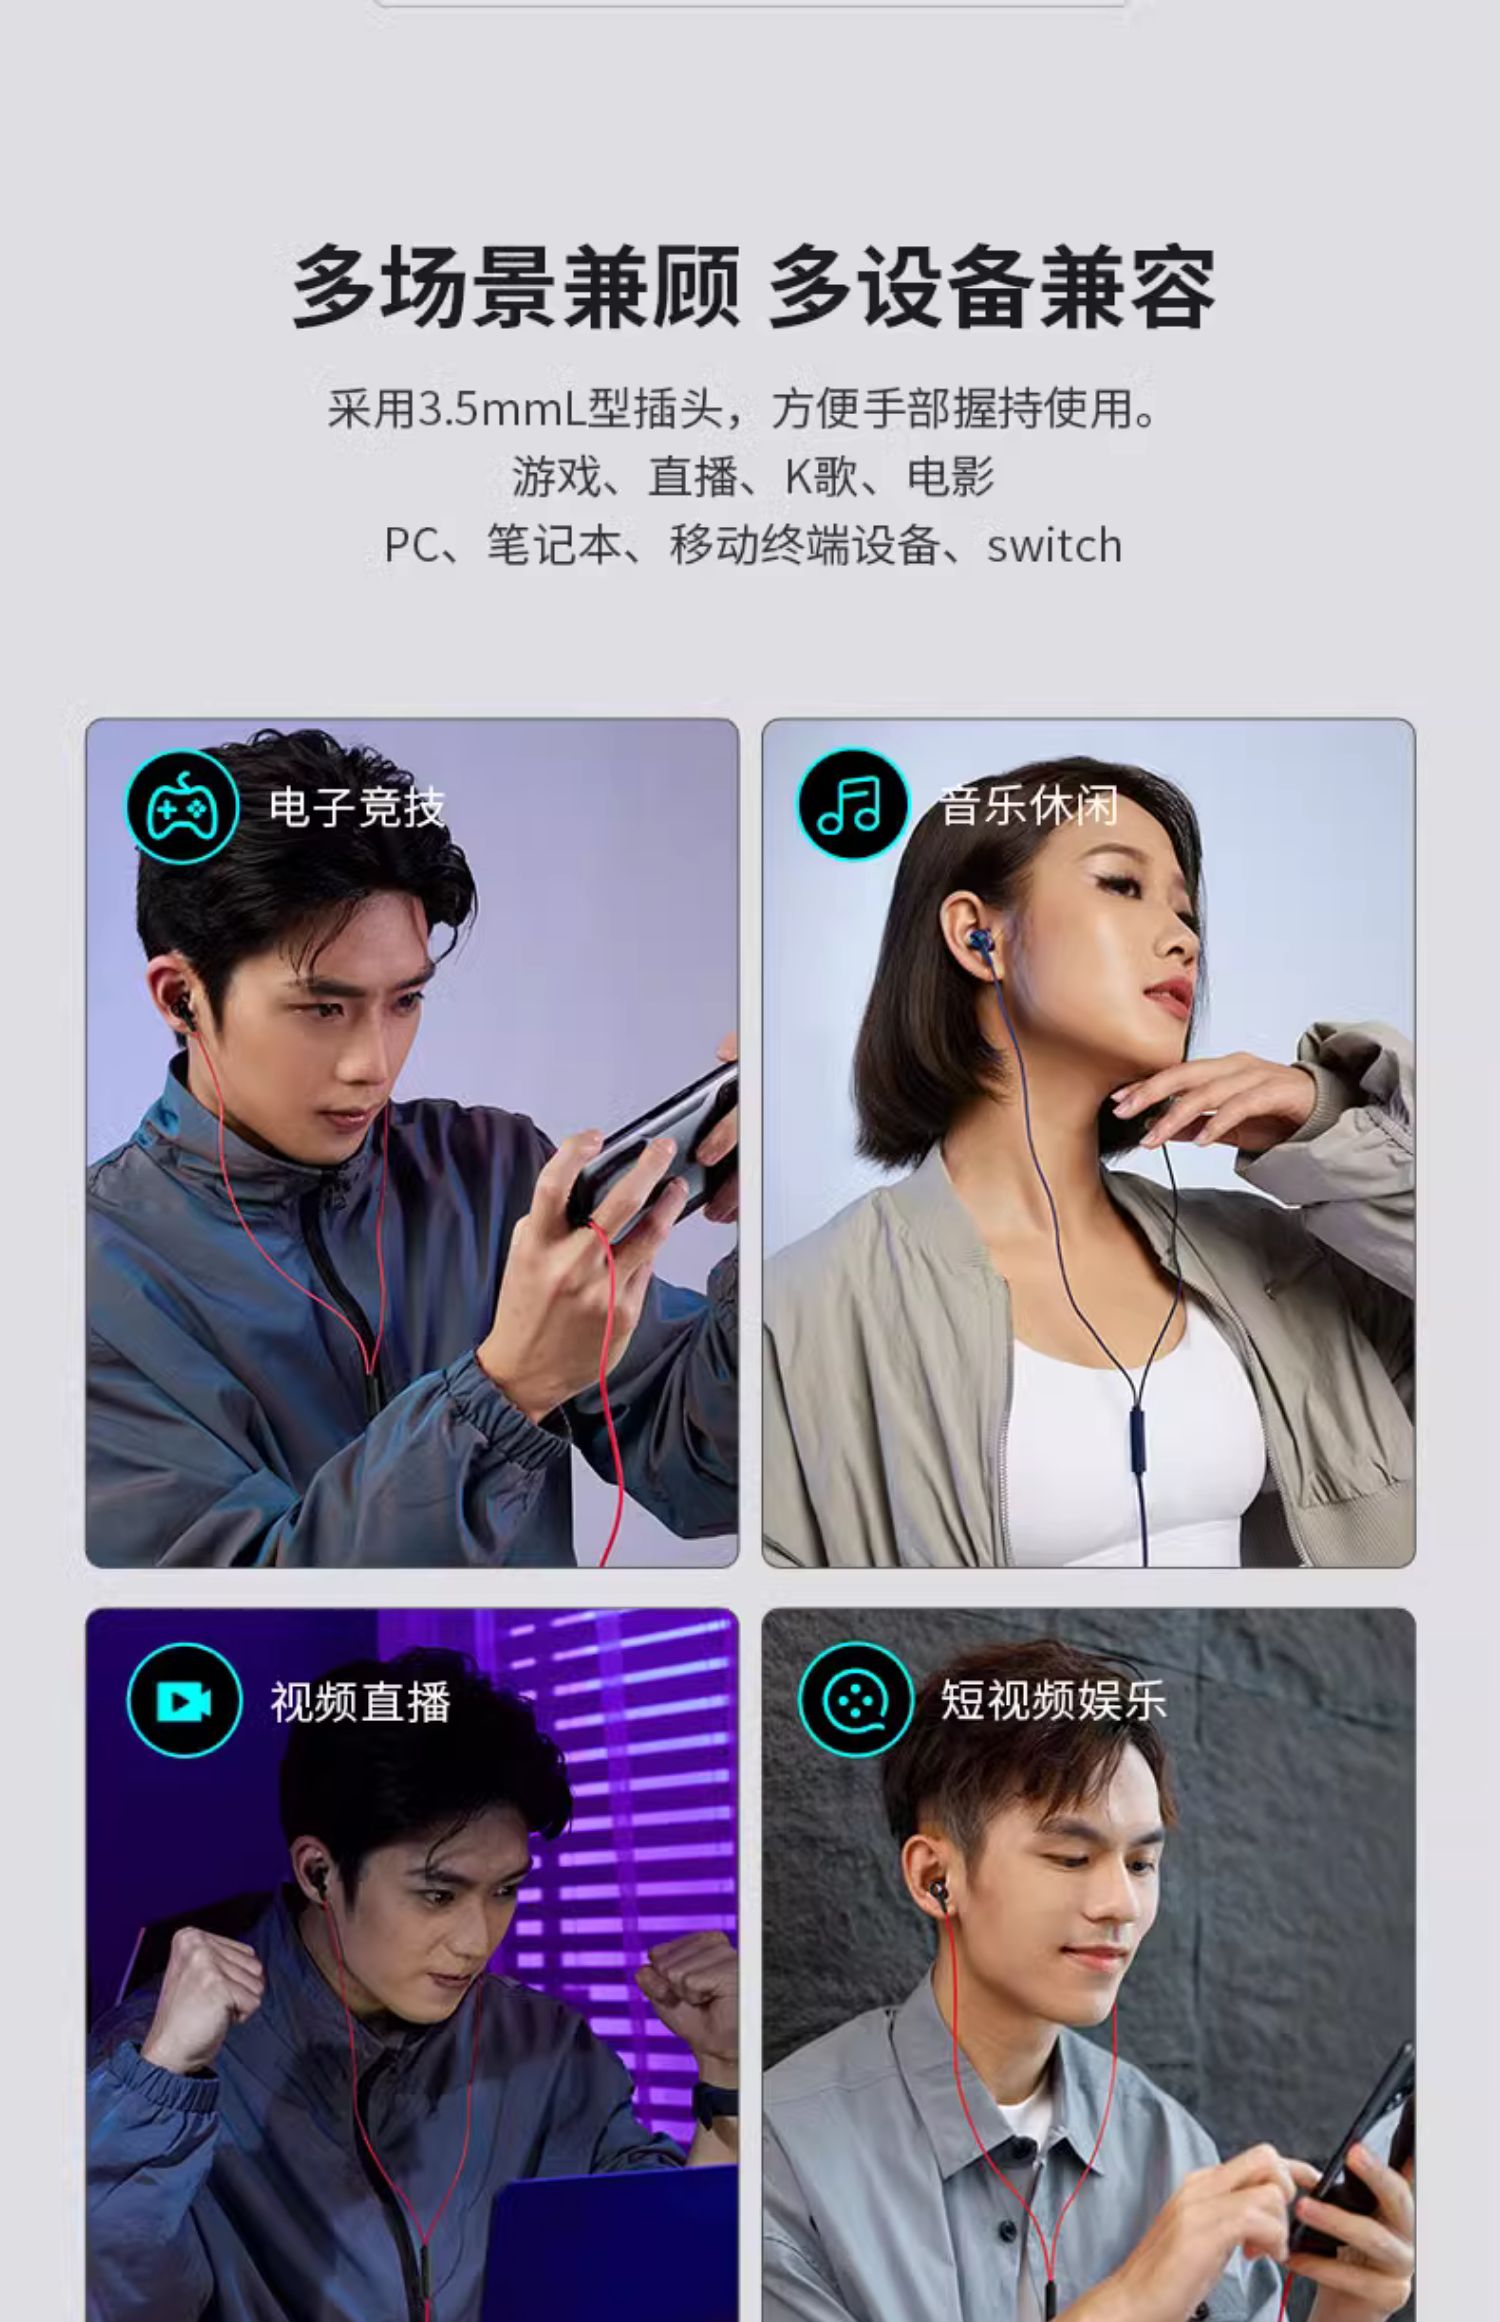 多场景兼顾 多设备兼容
采用3.5mmL型插头，方便手部握持使用。
游戏、直播、K歌、电影
PC、笔记本、移动终端设备、switch
电子竞技
音乐休闲
视频直播
短视频娱乐